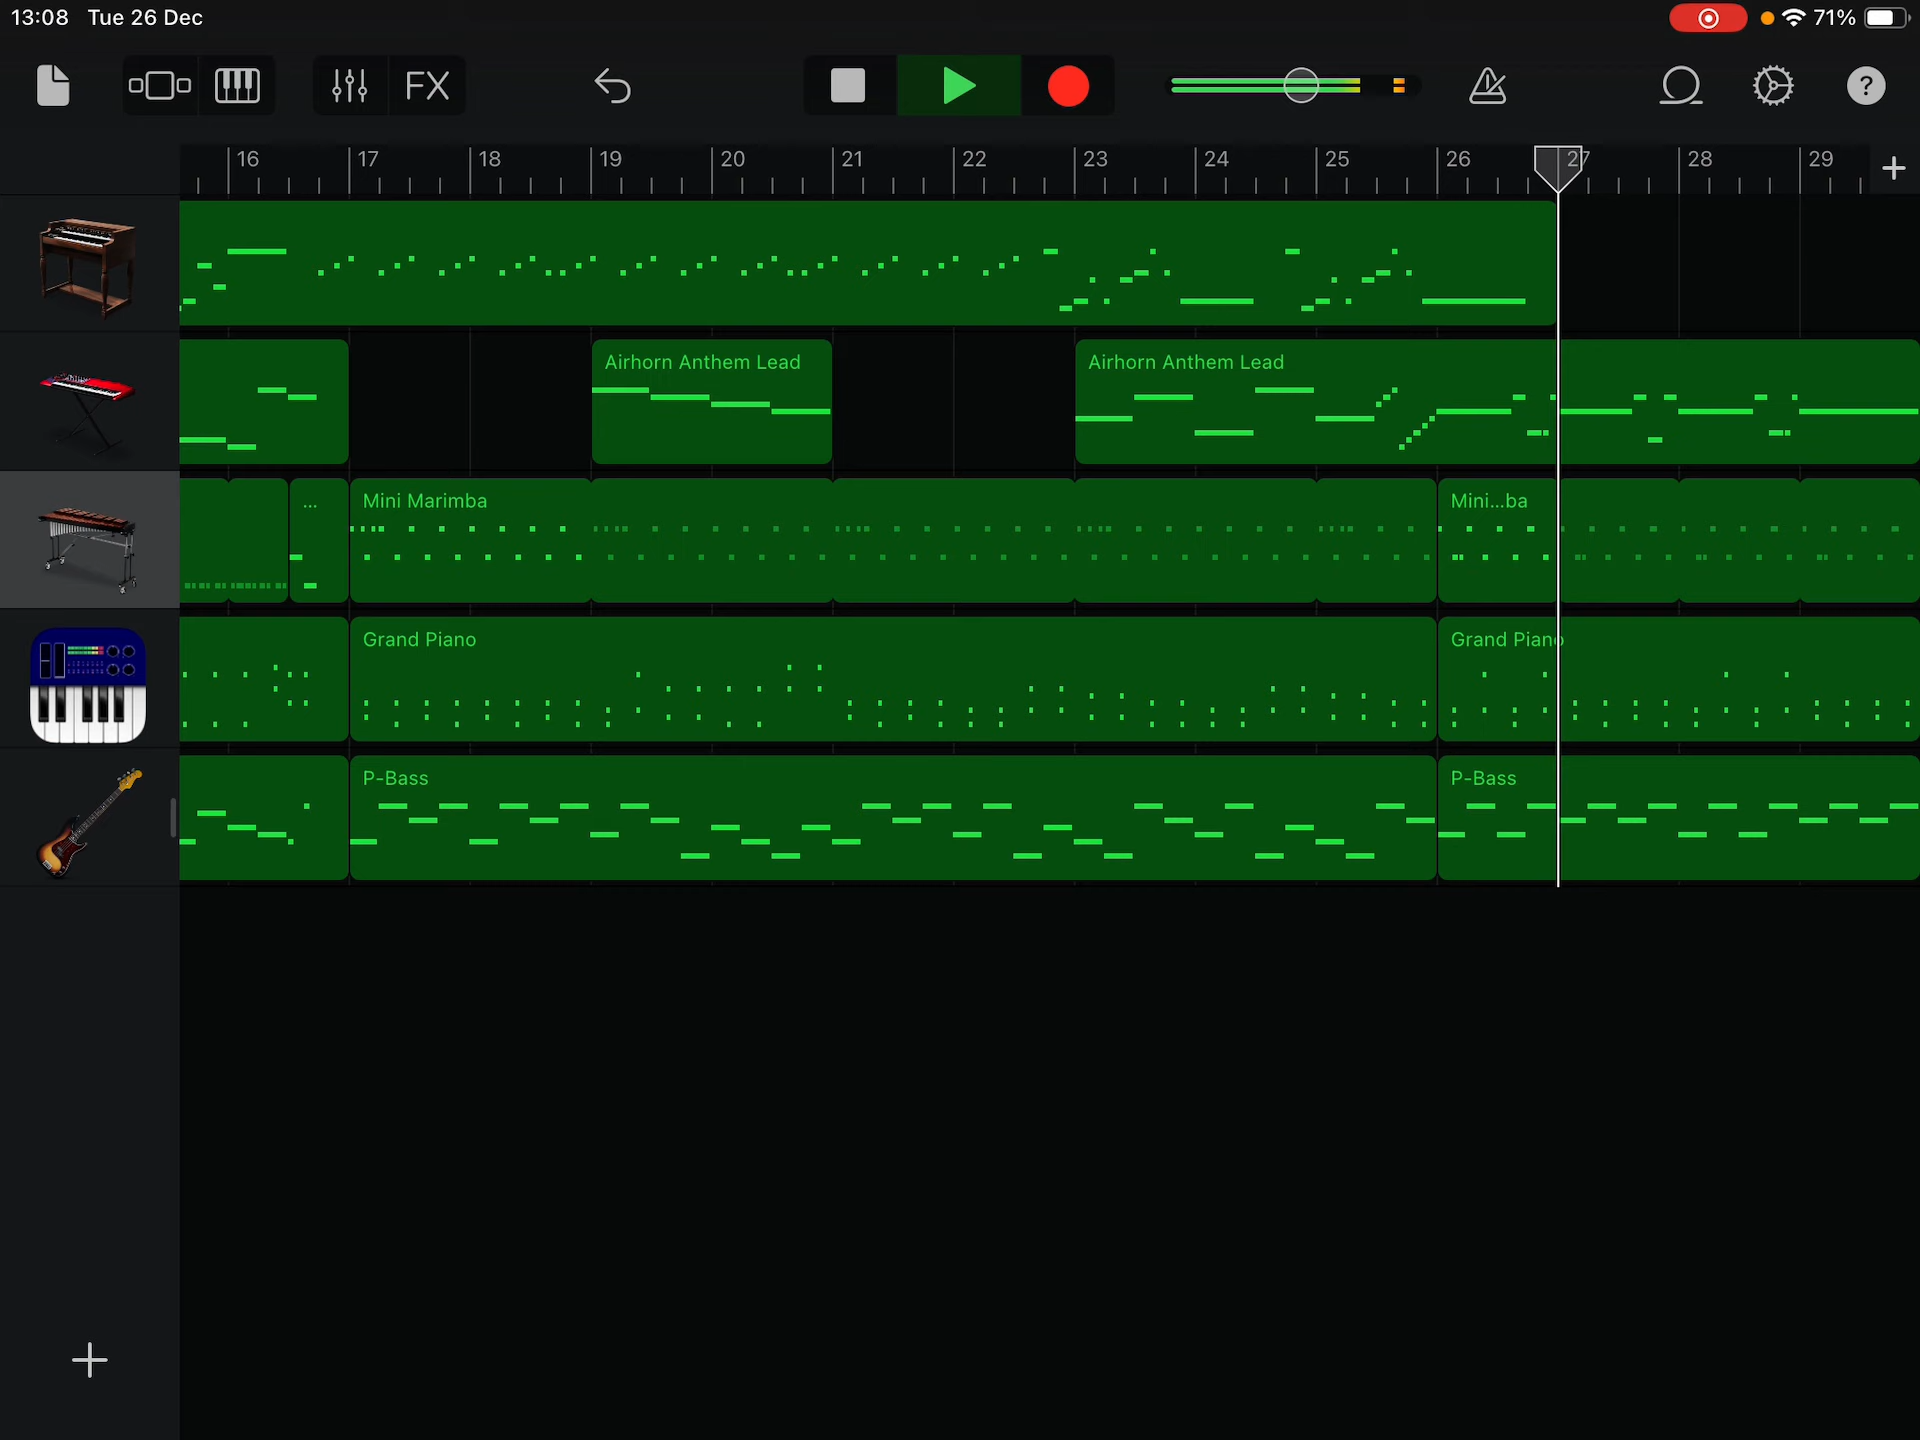 13:08 Tue 26 Dec 71%
FX ?
16 17 18 19 20 21 22 23 24 25 26 27 28 29 +
Airhorn Anthem Lead Airhorn Anthem Lead
... Mini Marimba Mini...ba
Grand Piano Grand Piano
P-Bass P-Bass
+